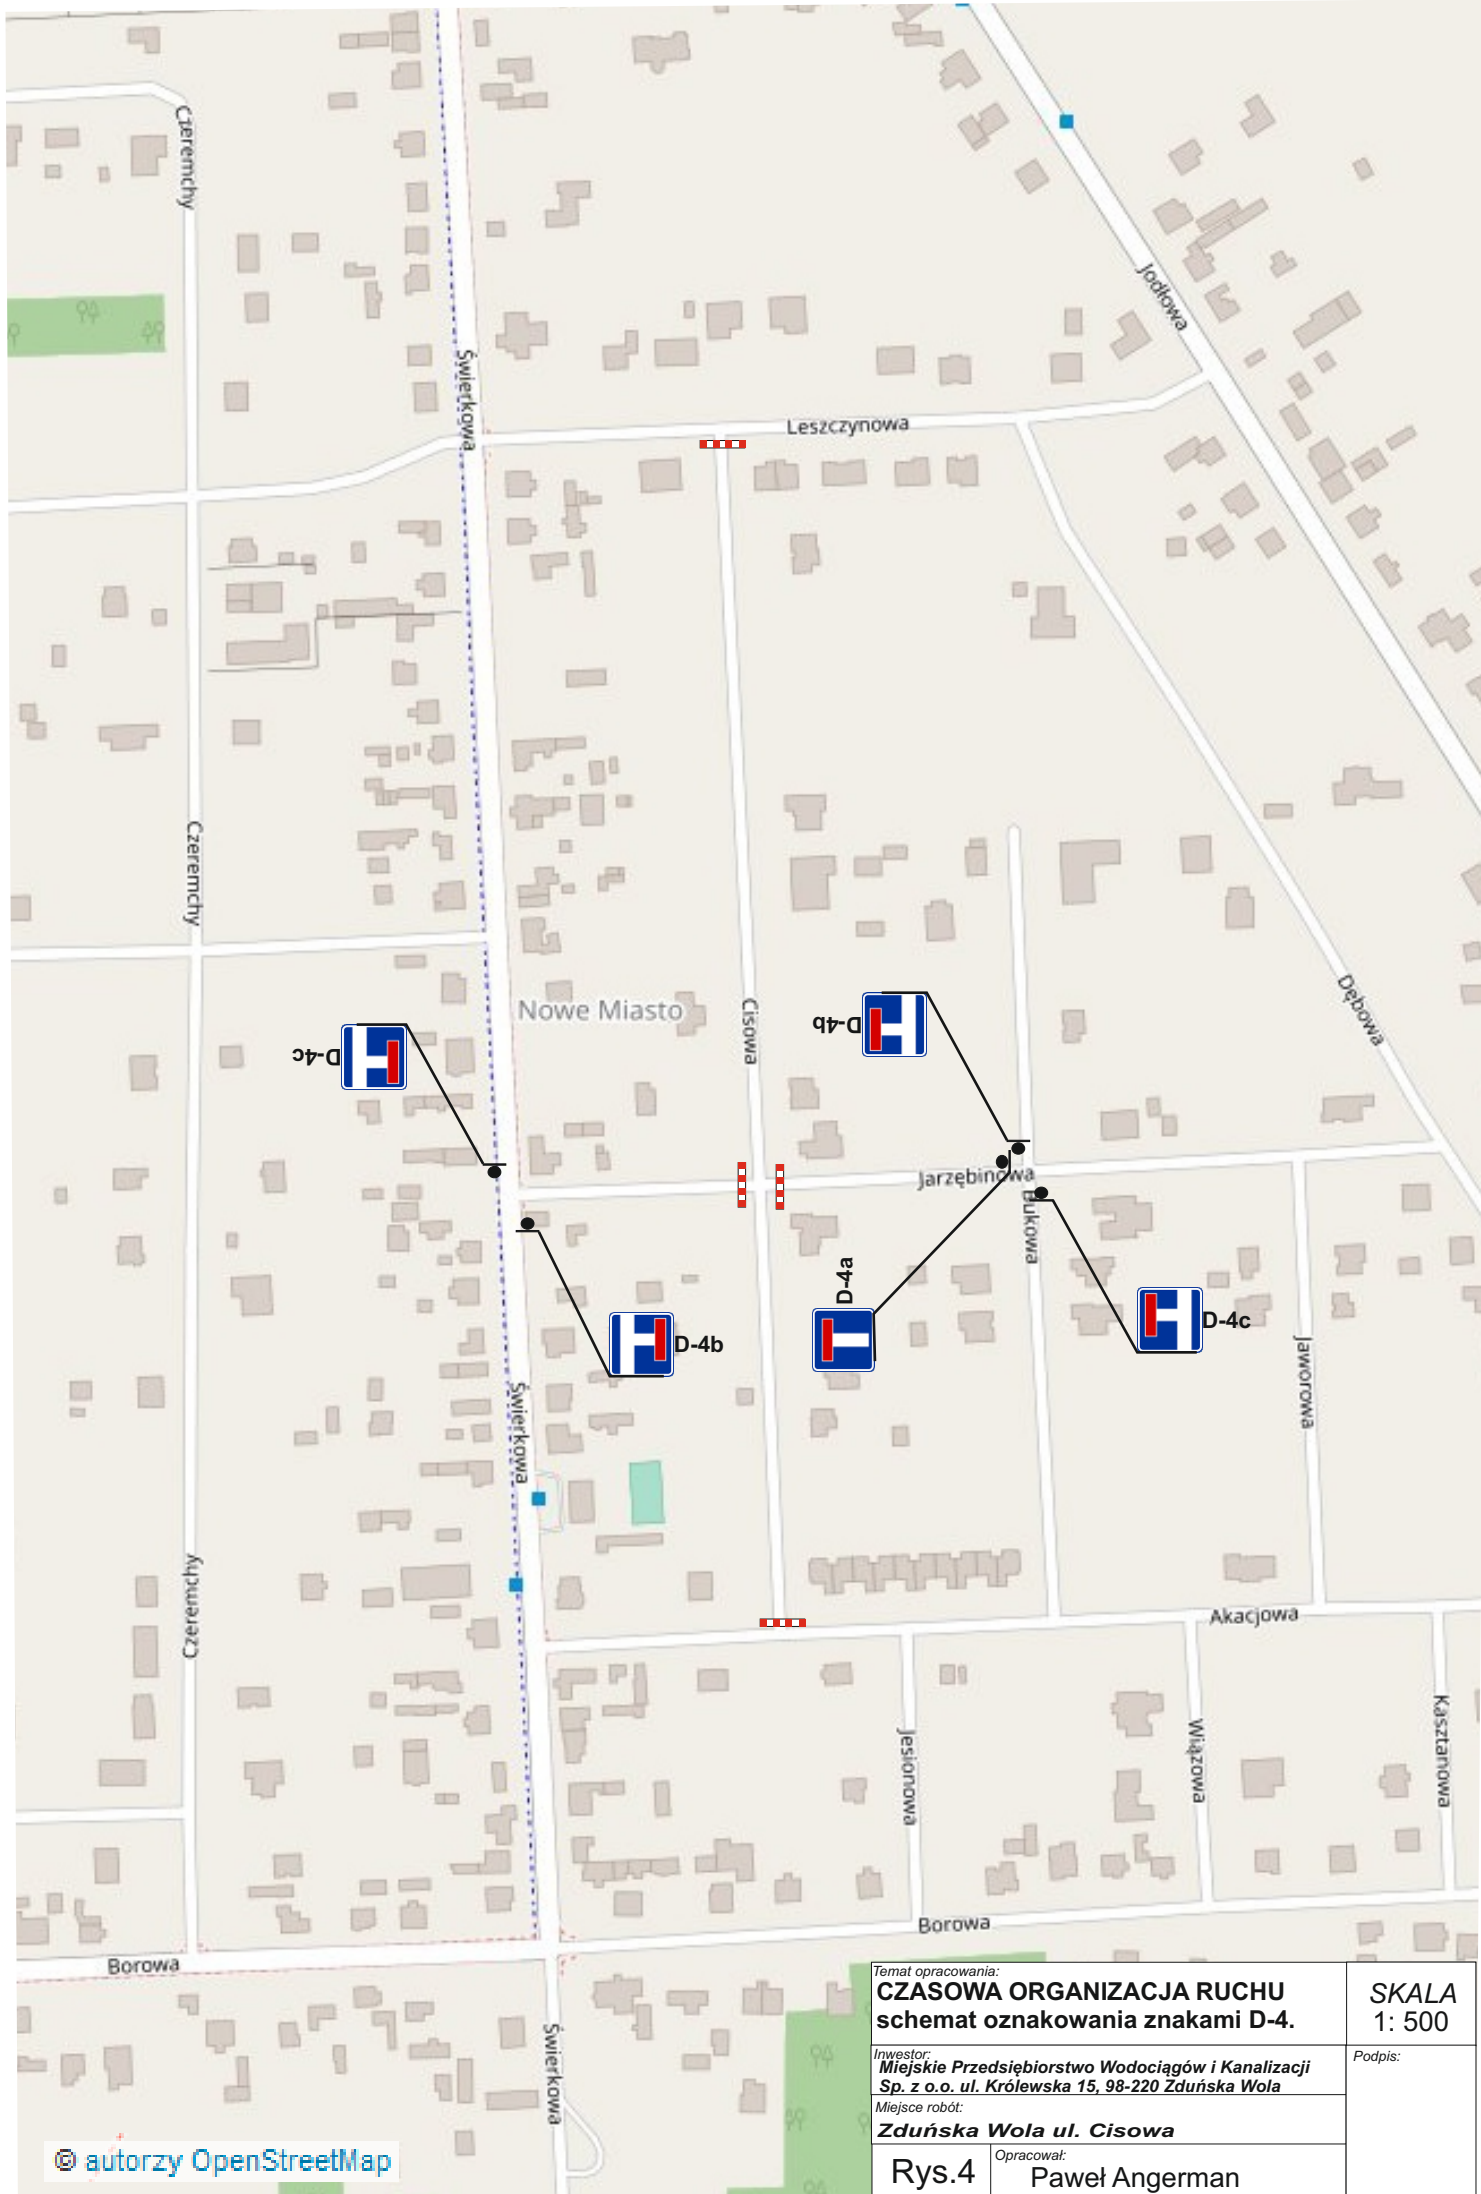 Czeremchy
Jodłowa
Świerkowa
Leszczynowa
Czeremchy
Dębowa
Nowe Miasto
Cisowa
D-4b
D-4c
Jarzębinowa
Bukowa
D-4a
D-4c
D-4b
Jaworowa
Świerkowa
Czeremchy
Akacjowa
Kasztanowa
Wiązowa
Jesionowa
Borowa
Borowa
Świerkowa
Temat opracowania:
CZASOWA ORGANIZACJA RUCHU
schemat oznakowania znakami D-4.
SKALA
1: 500
Inwestor:
Miejskie Przedsiębiorstwo Wodociągów i Kanalizacji
Sp. z o.o. ul. Królewska 15, 98-220 Zduńska Wola
Podpis:
Miejsce robót:
Zduńska Wola ul. Cisowa
Rys.4
Opracował:
Paweł Angerman
© autorzy OpenStreetMap